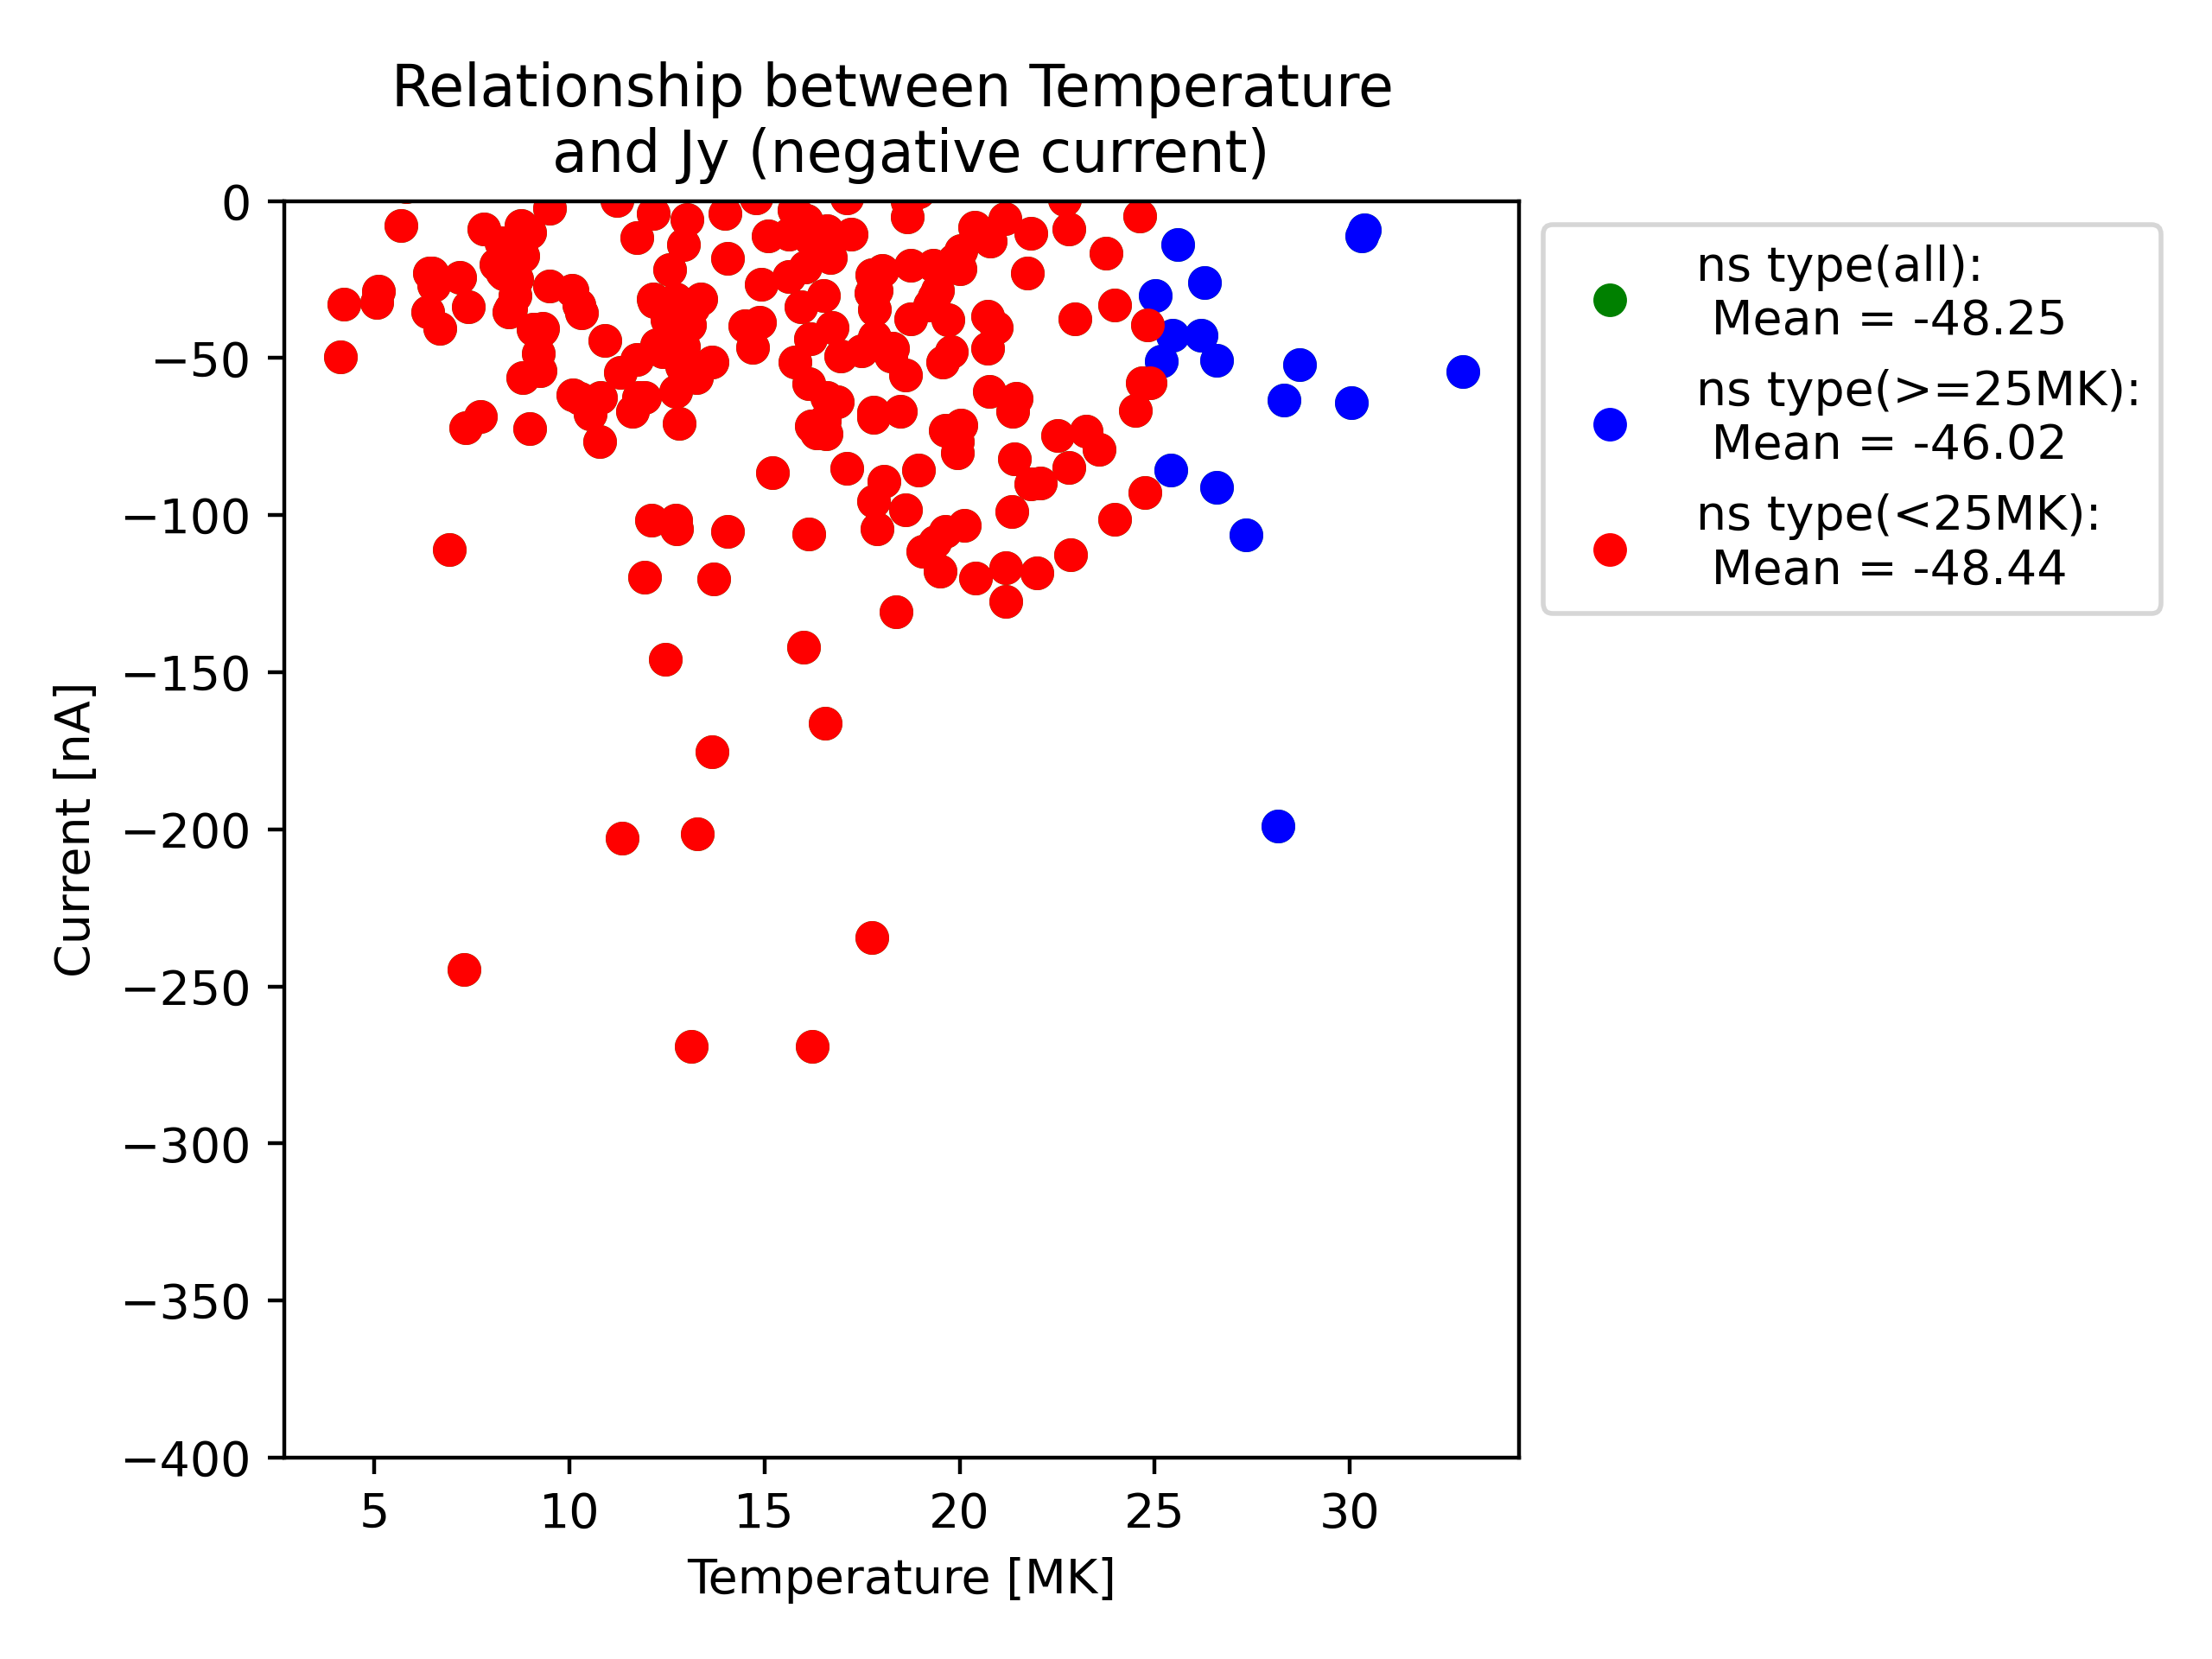 Relationship between Temperature
and Jy (negative current)
0
−50
−100
−150
−200
−250
−300
−350
−400
Current [nA]
5 10 15 20 25 30
Temperature [MK]
ns type(all):
Mean = -48.25
ns type(>=25MK):
Mean = -46.02
ns type(<25MK):
Mean = -48.44